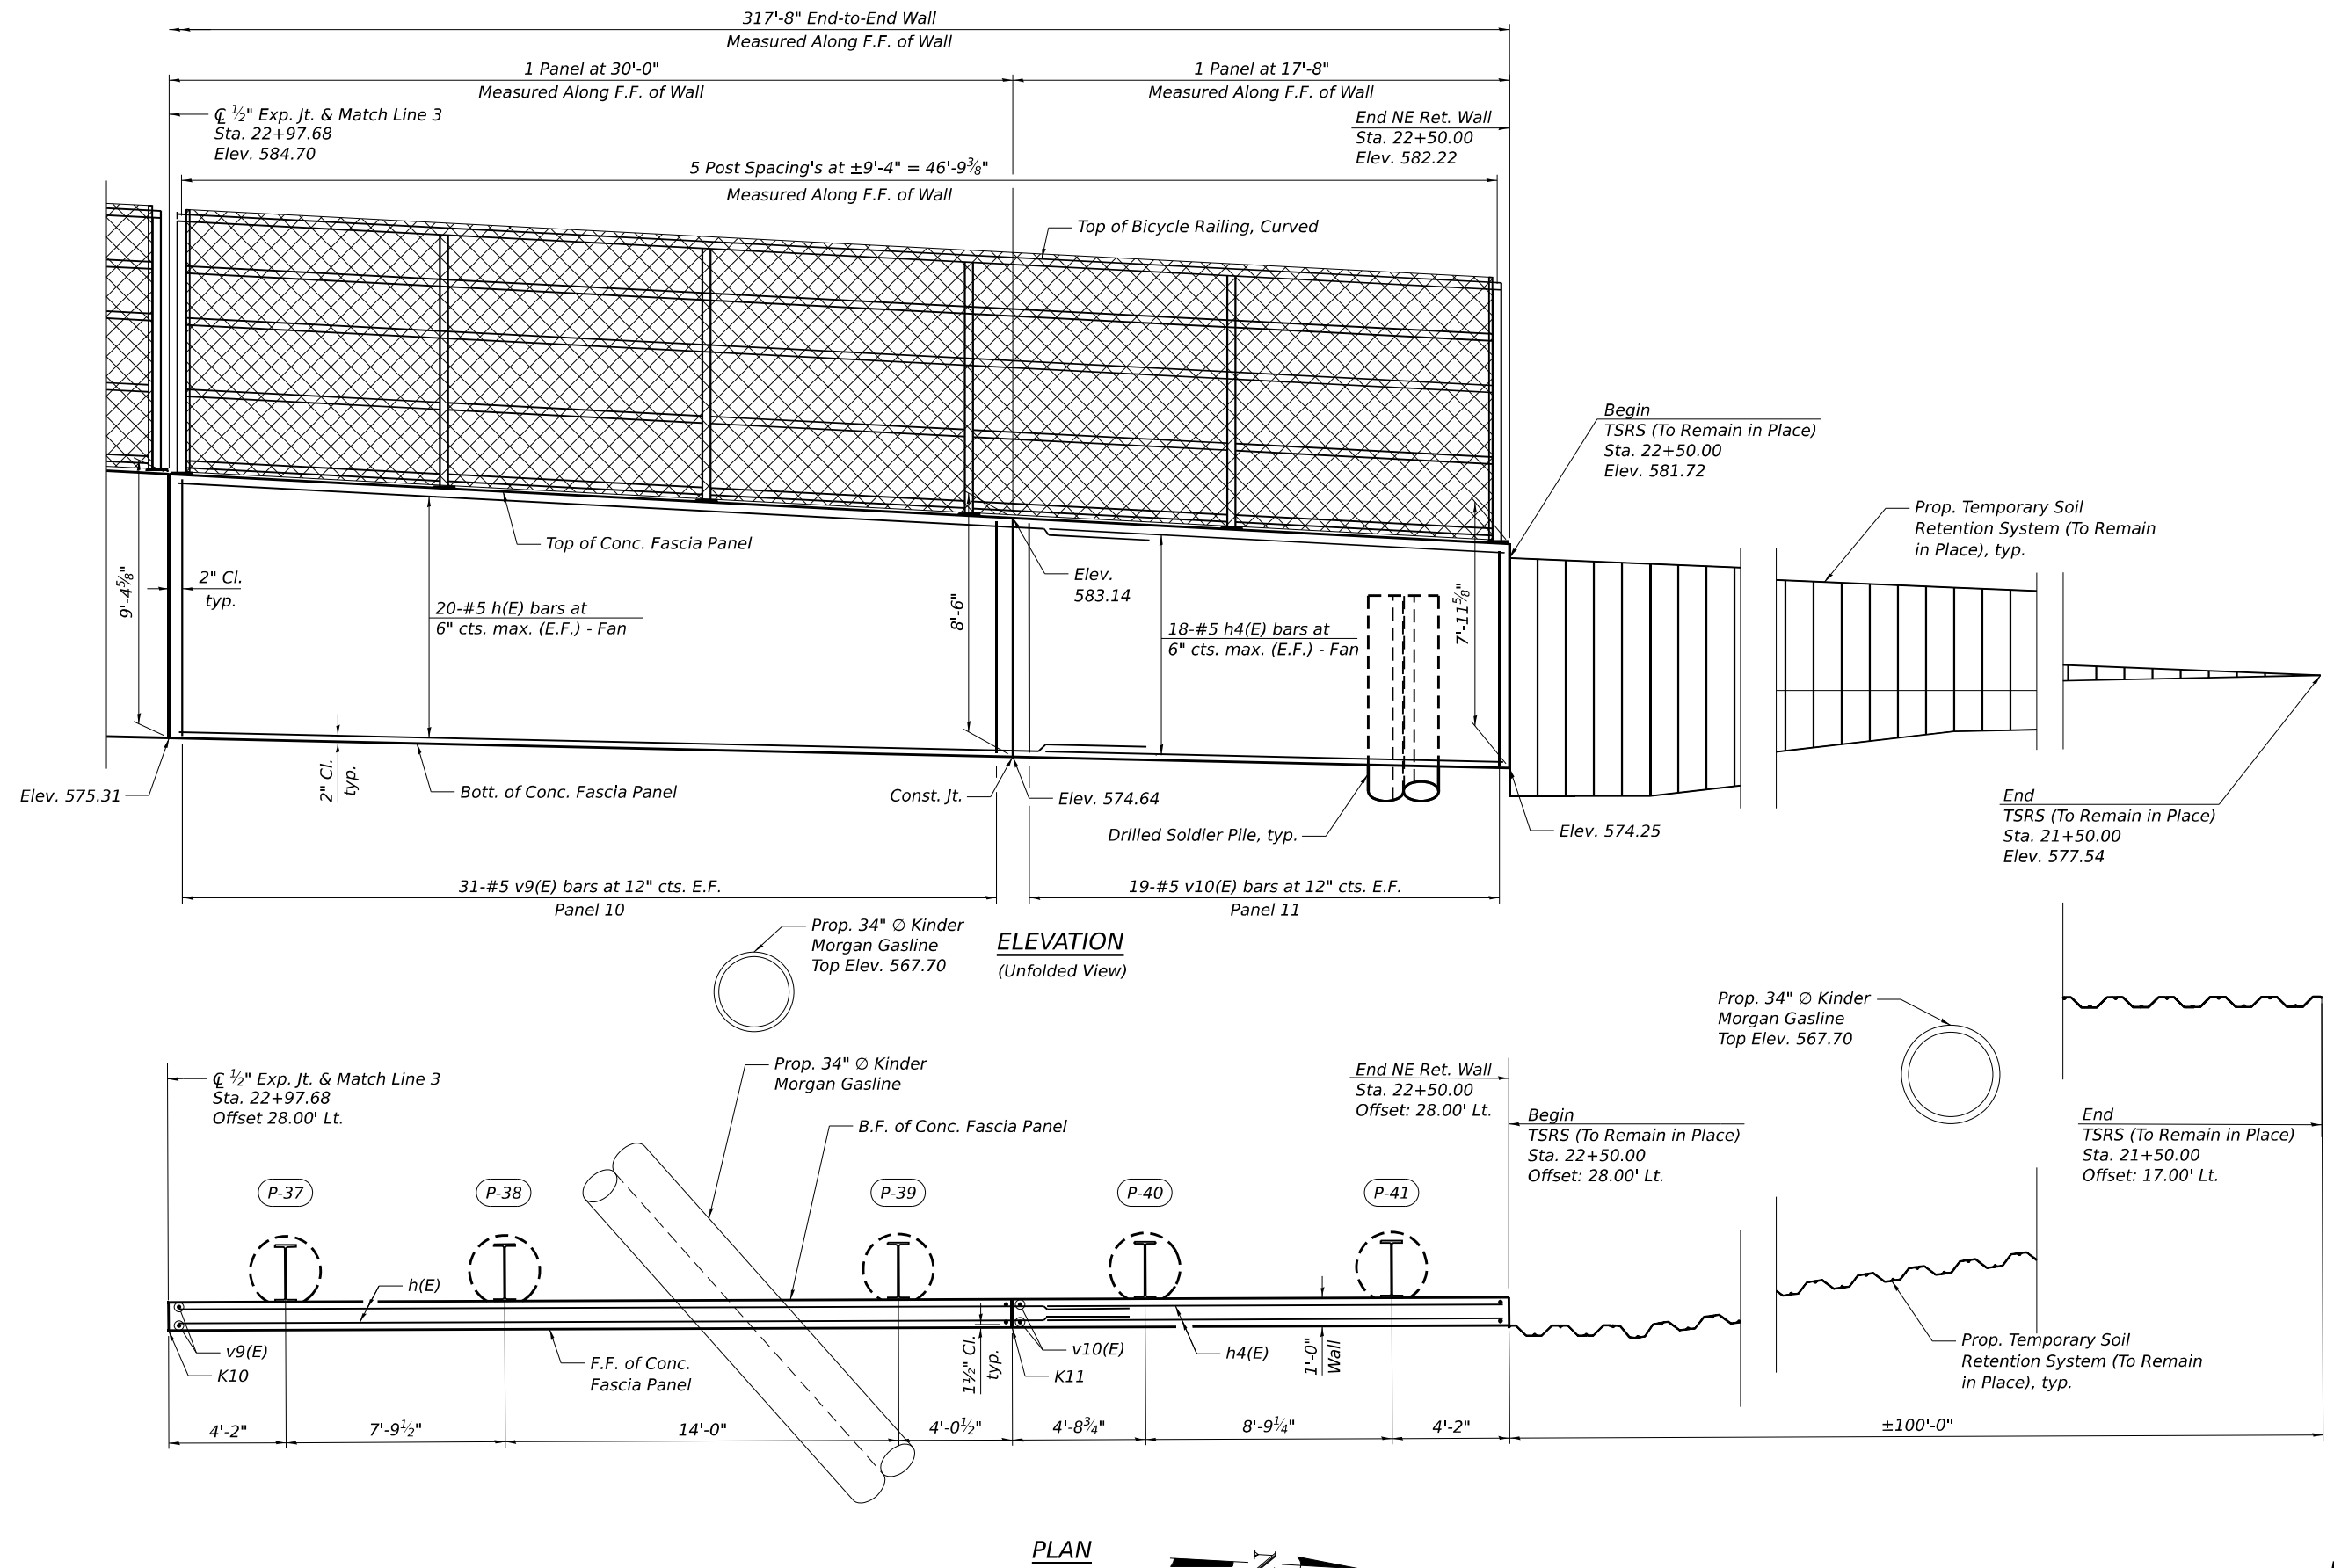 317'-8" End-to-End Wall
Measured Along F.F. of Wall
1 Panel at 30'-0"
Measured Along F.F. of Wall
1 Panel at 17'-8"
Measured Along F.F. of Wall
℄ ½" Exp. Jt. & Match Line 3
Sta. 22+97.68
Elev. 584.70
End NE Ret. Wall
Sta. 22+50.00
Elev. 582.22
5 Post Spacing's at ±9'-4" = 46'-9⅜"
Measured Along F.F. of Wall
Top of Bicycle Railing, Curved
Begin
TSRS (To Remain in Place)
Sta. 22+50.00
Elev. 581.72
Prop. Temporary Soil
Retention System (To Remain
in Place), typ.
Top of Conc. Fascia Panel
9'-4⅝"
2" Cl.
typ.
20-#5 h(E) bars at
6" cts. max. (E.F.) - Fan
8'-6"
Elev.
583.14
18-#5 h4(E) bars at
6" cts. max. (E.F.) - Fan
7'-11⅝"
Elev. 575.31
2" Cl.
typ.
Bott. of Conc. Fascia Panel
Const. Jt.
Elev. 574.64
Drilled Soldier Pile, typ.
Elev. 574.25
End
TSRS (To Remain in Place)
Sta. 21+50.00
Elev. 577.54
31-#5 v9(E) bars at 12" cts. E.F.
Panel 10
19-#5 v10(E) bars at 12" cts. E.F.
Panel 11
Prop. 34" ∅ Kinder
Morgan Gasline
Top Elev. 567.70
ELEVATION
(Unfolded View)
Prop. 34" ∅ Kinder
Morgan Gasline
Top Elev. 567.70
℄ ½" Exp. Jt. & Match Line 3
Sta. 22+97.68
Offset 28.00' Lt.
Prop. 34" ∅ Kinder
Morgan Gasline
B.F. of Conc. Fascia Panel
End NE Ret. Wall
Sta. 22+50.00
Offset: 28.00' Lt.
Begin
TSRS (To Remain in Place)
Sta. 22+50.00
Offset: 28.00' Lt.
End
TSRS (To Remain in Place)
Sta. 21+50.00
Offset: 17.00' Lt.
P-37
P-38
P-39
P-40
P-41
h(E)
v9(E)
K10
F.F. of Conc.
Fascia Panel
1½" Cl.
typ.
v10(E)
K11
h4(E)
1'-0"
Wall
Prop. Temporary Soil
Retention System (To Remain
in Place), typ.
4'-2"
7'-9½"
14'-0"
4'-0½"
4'-8¾"
8'-9¼"
4'-2"
±100'-0"
PLAN
N